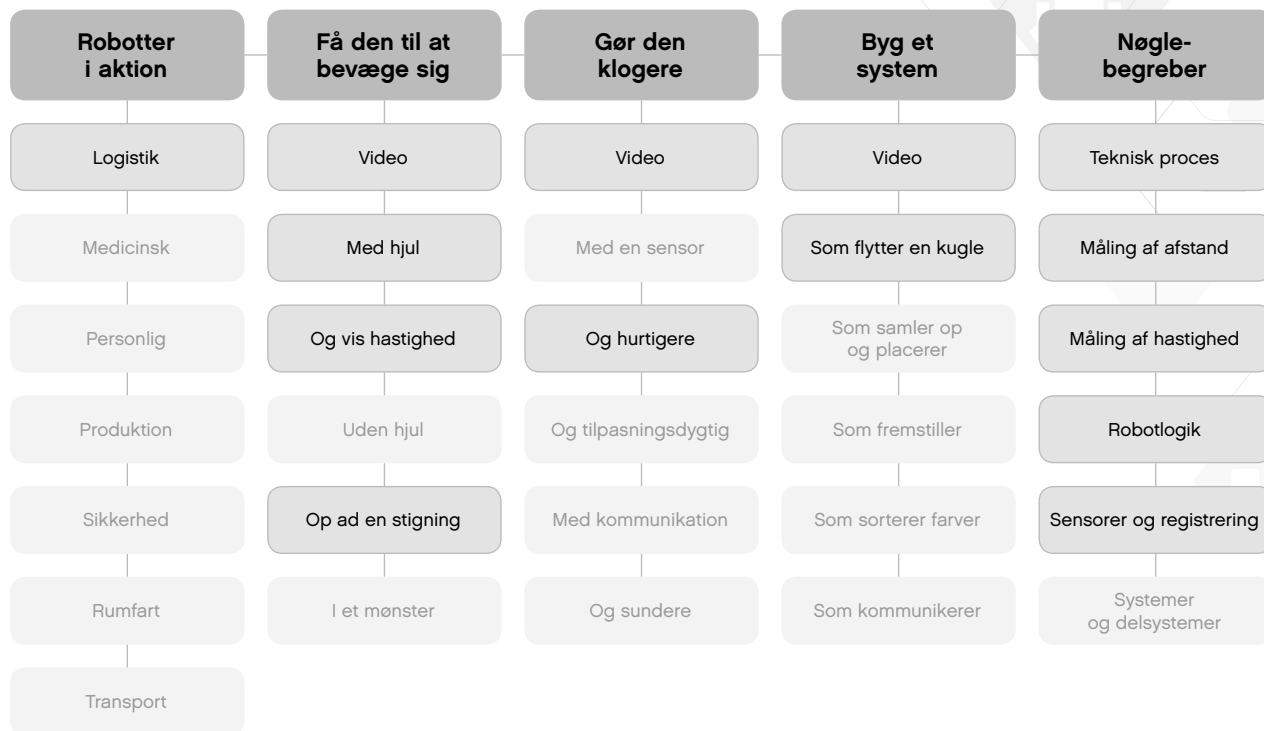 Robotter
i aktion
Logistik
Medicinsk
Personlig
Produktion
Sikkerhed
Rumfart
Transport
Få den til at
bevæge sig
Video
Med hjul
Og vis hastighed
Uden hjul
Op ad en stigning
I et mønster
Gør den
klogere
Video
Med en sensor
Og hurtigere
Og tilpasningsdygtig
Med kommunikation
Og sundere
Byg et
system
Video
Som flytter en kugle
Som samler op
og placerer
Som fremstiller
Som sorterer farver
Som kommunikerer
Nøgle-
begreber
Teknisk proces
Måling af afstand
Måling af hastighed
Robotlogik
Sensorer og registrering
Systemer
og delsystemer